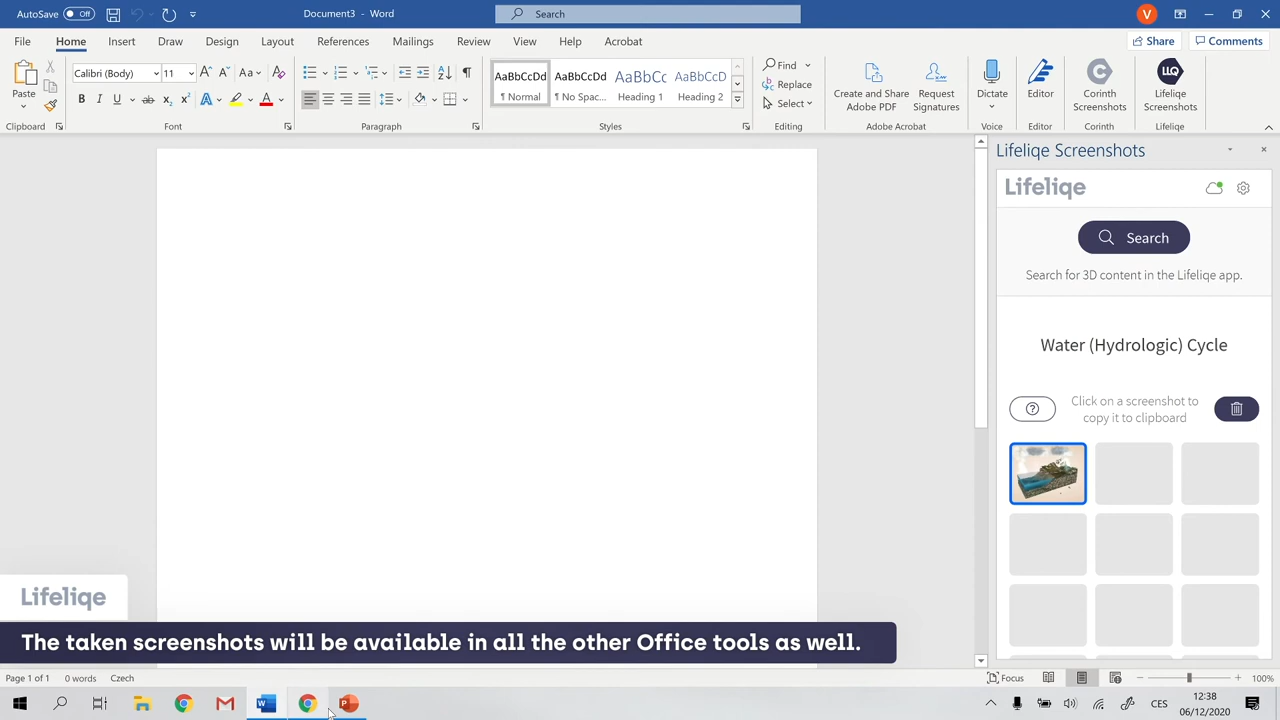 AutoSave Off
Document3 - Word
Search
V
File Home Insert Draw Design Layout References Mailings Review View Help Acrobat
Share Comments
Paste
Calibri (Body) 11
Aa
B I U ab x₂ x²
A A
AaBbCcDd AaBbCcDd AaBbCc AaBbCcD
¶ Normal ¶ No Spac... Heading 1 Heading 2
Find
Replace
Select
Create and Share Adobe PDF
Request Signatures
Dictate
Editor
Corinth Screenshots
Lifeliqe Screenshots
Clipboard Font Paragraph Styles Editing Adobe Acrobat Voice Editor Corinth Lifeliqe
Lifeliqe Screenshots
Lifeliqe
Search
Search for 3D content in the Lifeliqe app.
Water (Hydrologic) Cycle
Click on a screenshot to
copy it to clipboard
Lifeliqe
The taken screenshots will be available in all the other Office tools as well.
Page 1 of 1 0 words Czech
Focus
100%
CES
12:38
06/12/2020